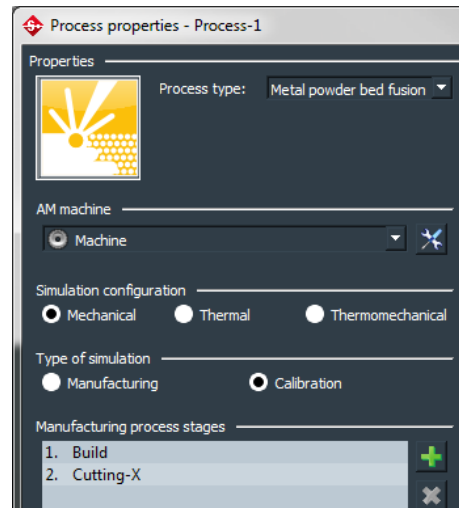 Process properties - Process-1
Properties
Process type: Metal powder bed fusion
AM machine
Machine
Simulation configuration
Mechanical Thermal Thermomechanical
Type of simulation
Manufacturing Calibration
Manufacturing process stages
1. Build
2. Cutting-X